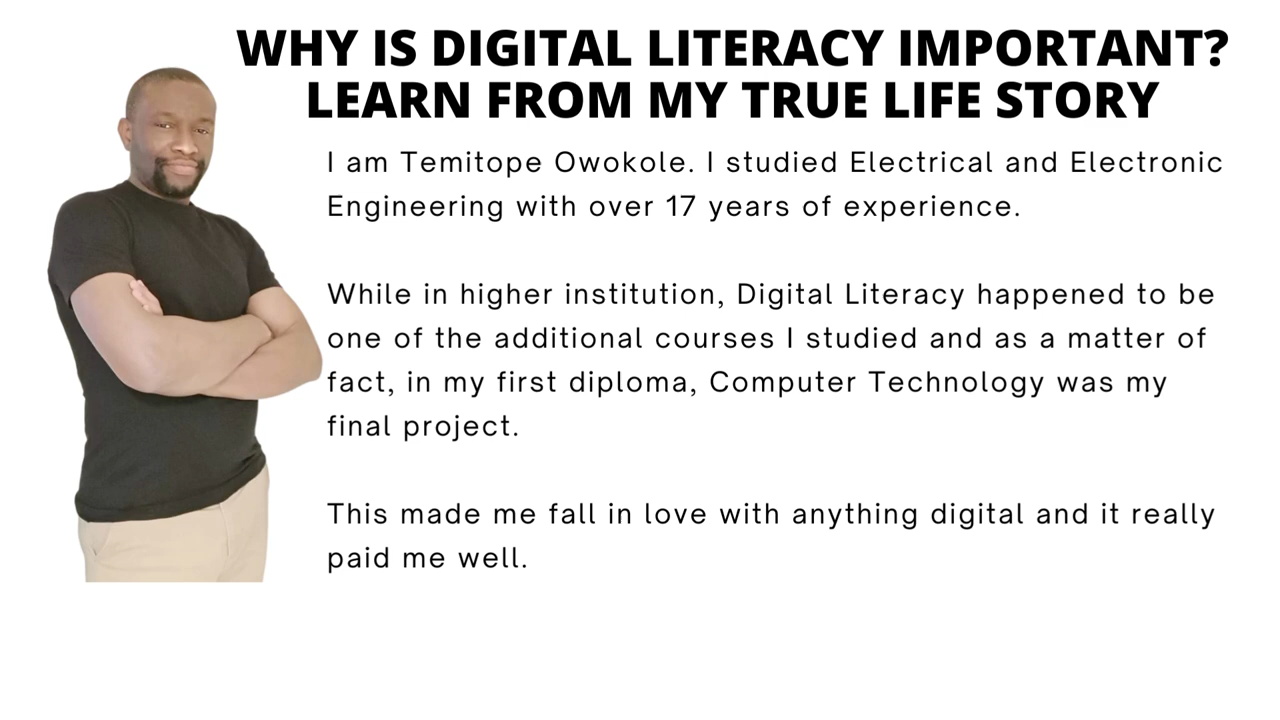 WHY IS DIGITAL LITERACY IMPORTANT?
LEARN FROM MY TRUE LIFE STORY
I am Temitope Owokole. I studied Electrical and Electronic
Engineering with over 17 years of experience.
While in higher institution, Digital Literacy happened to be
one of the additional courses I studied and as a matter of
fact, in my first diploma, Computer Technology was my
final project.
This made me fall in love with anything digital and it really
paid me well.